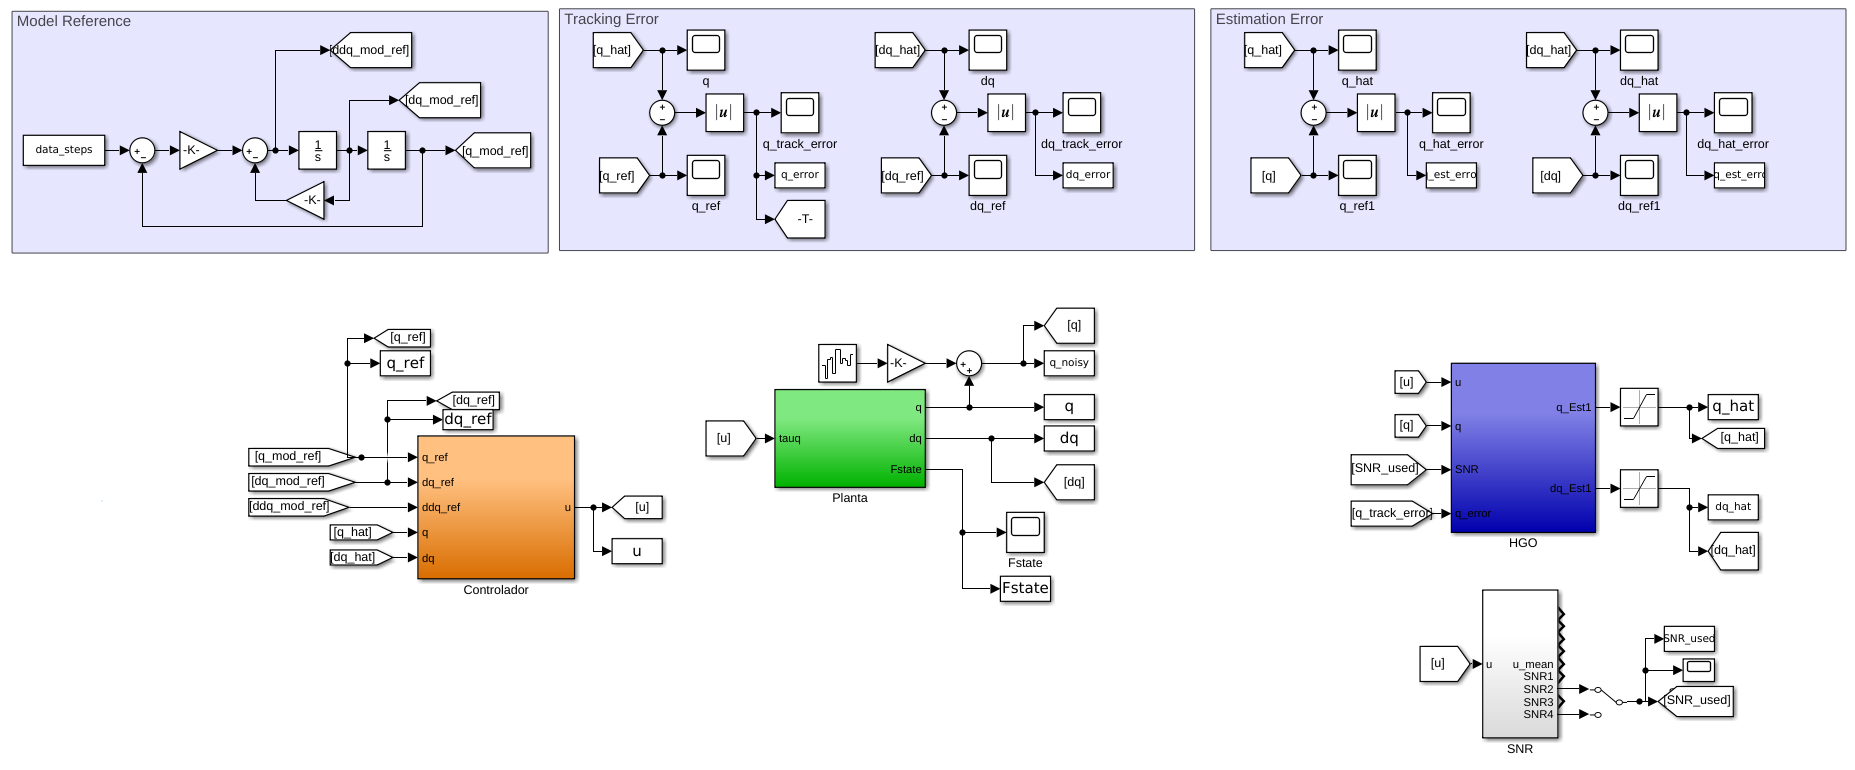 Model Reference
[ddq_mod_ref]
[dq_mod_ref]
data_steps
+
−
-K-
+
−
1
s
1
s
[q_mod_ref]
-K-
Tracking Error
[q_hat]
q
+
−
|u|
q_track_error
[q_ref]
q_ref
q_error
-T-
[dq_hat]
dq
+
−
|u|
dq_track_error
[dq_ref]
dq_ref
dq_error
Estimation Error
[q_hat]
q_hat
+
−
|u|
q_hat_error
[q]
q_ref1
_est_erro
[dq_hat]
dq_hat
+
−
|u|
dq_hat_error
[dq]
dq_ref1
q_est_erro
[q_ref]
q_ref
[dq_ref]
dq_ref
[q_mod_ref]
[dq_mod_ref]
[ddq_mod_ref]
[q_hat]
[dq_hat]
q_ref
dq_ref
ddq_ref
q
dq
u
Controlador
[u]
u
-K-
+
+
[q]
q_noisy
[u]
tauq
q
dq
Fstate
Planta
q
dq
[dq]
Fstate
Fstate
[u]
[q]
[SNR_used]
[q_track_error]
u
q
SNR
q_error
q_Est1
dq_Est1
HGO
q_hat
[q_hat]
dq_hat
[dq_hat]
[u]
u
u_mean
SNR1
SNR2
SNR3
SNR4
SNR
SNR_used
[SNR_used]